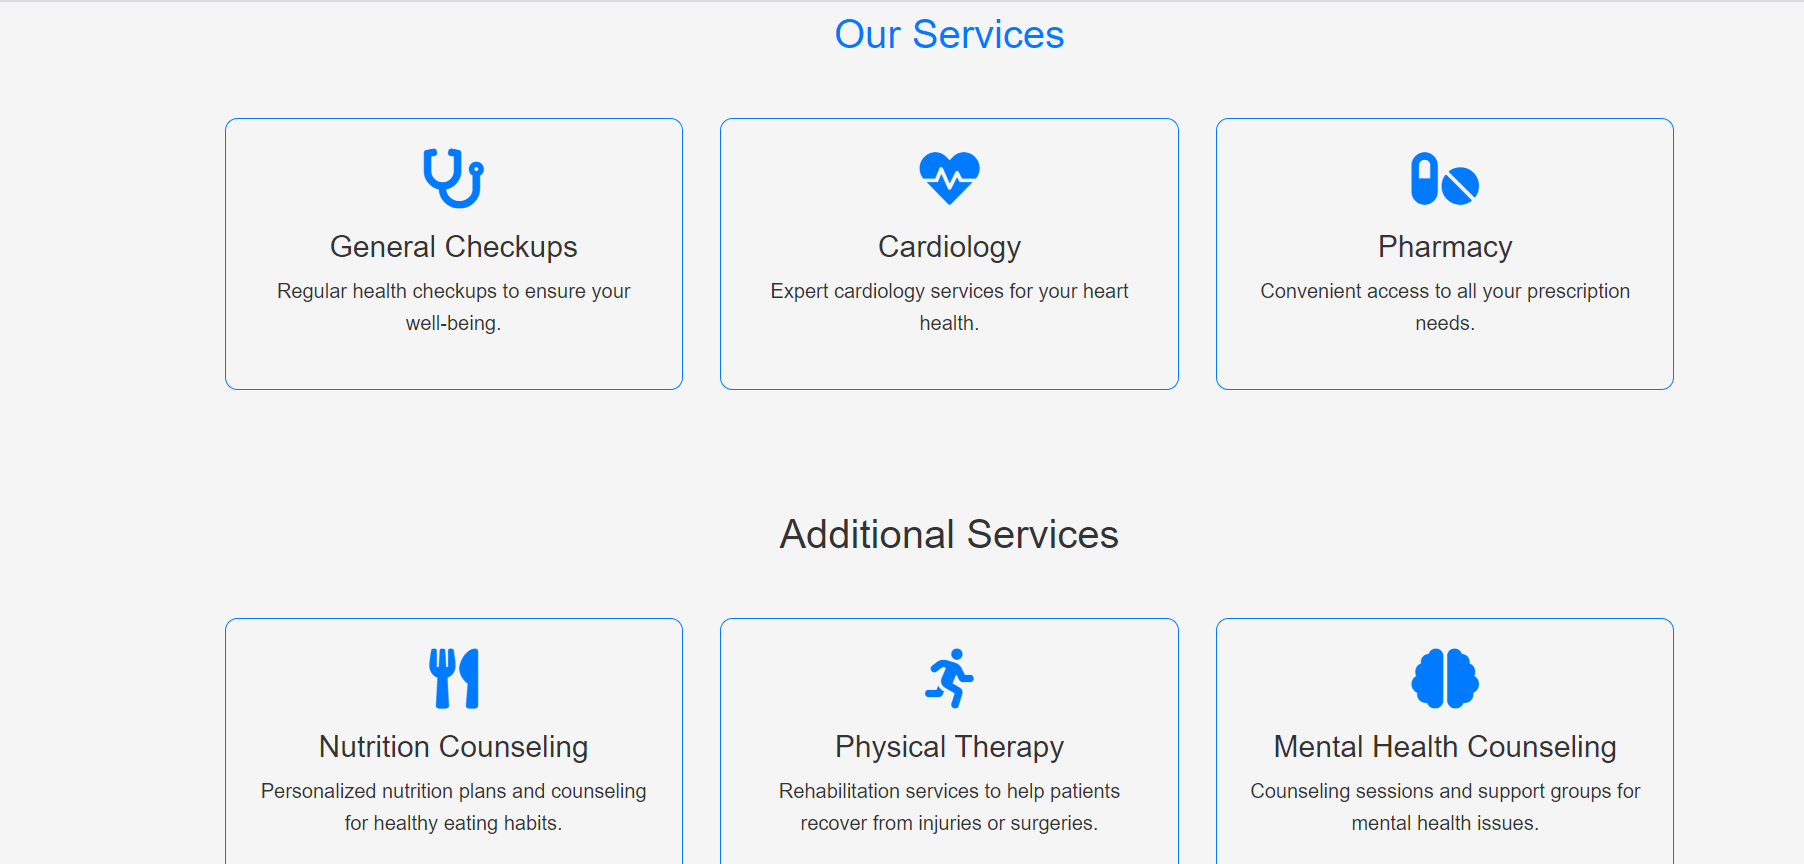 Our Services
General Checkups
Regular health checkups to ensure your
well-being.
Cardiology
Expert cardiology services for your heart
health.
Pharmacy
Convenient access to all your prescription
needs.
Additional Services
Nutrition Counseling
Personalized nutrition plans and counseling
for healthy eating habits.
Physical Therapy
Rehabilitation services to help patients
recover from injuries or surgeries.
Mental Health Counseling
Counseling sessions and support groups for
mental health issues.